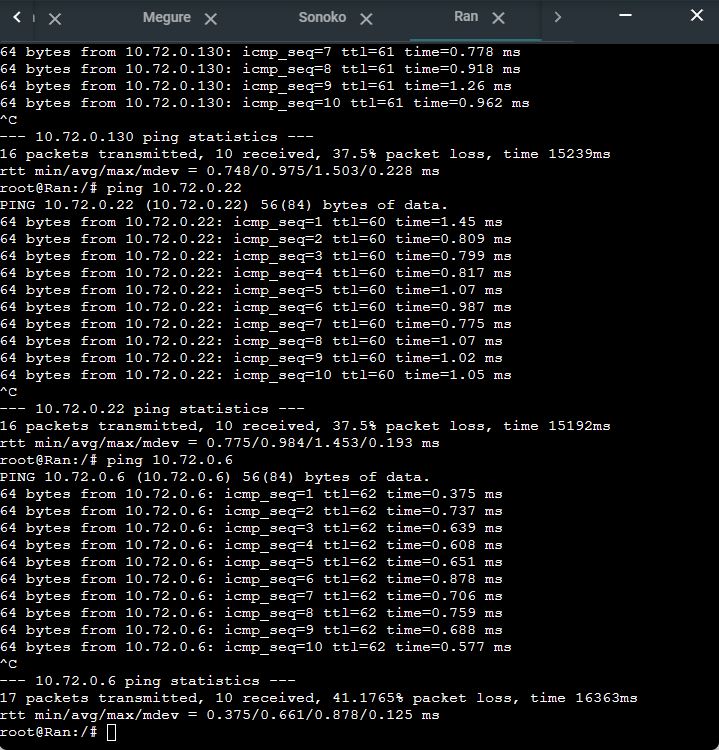 Megure
Sonoko
Ran
64 bytes from 10.72.0.130: icmp_seq=7 ttl=61 time=0.778 ms
64 bytes from 10.72.0.130: icmp_seq=8 ttl=61 time=0.918 ms
64 bytes from 10.72.0.130: icmp_seq=9 ttl=61 time=1.26 ms
64 bytes from 10.72.0.130: icmp_seq=10 ttl=61 time=0.962 ms
^C
--- 10.72.0.130 ping statistics ---
16 packets transmitted, 10 received, 37.5% packet loss, time 15239ms
rtt min/avg/max/mdev = 0.748/0.975/1.503/0.228 ms
root@Ran:/# ping 10.72.0.22
PING 10.72.0.22 (10.72.0.22) 56(84) bytes of data.
64 bytes from 10.72.0.22: icmp_seq=1 ttl=60 time=1.45 ms
64 bytes from 10.72.0.22: icmp_seq=2 ttl=60 time=0.809 ms
64 bytes from 10.72.0.22: icmp_seq=3 ttl=60 time=0.799 ms
64 bytes from 10.72.0.22: icmp_seq=4 ttl=60 time=0.817 ms
64 bytes from 10.72.0.22: icmp_seq=5 ttl=60 time=1.07 ms
64 bytes from 10.72.0.22: icmp_seq=6 ttl=60 time=0.987 ms
64 bytes from 10.72.0.22: icmp_seq=7 ttl=60 time=0.775 ms
64 bytes from 10.72.0.22: icmp_seq=8 ttl=60 time=1.07 ms
64 bytes from 10.72.0.22: icmp_seq=9 ttl=60 time=1.02 ms
64 bytes from 10.72.0.22: icmp_seq=10 ttl=60 time=1.05 ms
^C
--- 10.72.0.22 ping statistics ---
16 packets transmitted, 10 received, 37.5% packet loss, time 15192ms
rtt min/avg/max/mdev = 0.775/0.984/1.453/0.193 ms
root@Ran:/# ping 10.72.0.6
PING 10.72.0.6 (10.72.0.6) 56(84) bytes of data.
64 bytes from 10.72.0.6: icmp_seq=1 ttl=62 time=0.375 ms
64 bytes from 10.72.0.6: icmp_seq=2 ttl=62 time=0.737 ms
64 bytes from 10.72.0.6: icmp_seq=3 ttl=62 time=0.639 ms
64 bytes from 10.72.0.6: icmp_seq=4 ttl=62 time=0.608 ms
64 bytes from 10.72.0.6: icmp_seq=5 ttl=62 time=0.651 ms
64 bytes from 10.72.0.6: icmp_seq=6 ttl=62 time=0.878 ms
64 bytes from 10.72.0.6: icmp_seq=7 ttl=62 time=0.706 ms
64 bytes from 10.72.0.6: icmp_seq=8 ttl=62 time=0.759 ms
64 bytes from 10.72.0.6: icmp_seq=9 ttl=62 time=0.688 ms
64 bytes from 10.72.0.6: icmp_seq=10 ttl=62 time=0.577 ms
^C
--- 10.72.0.6 ping statistics ---
17 packets transmitted, 10 received, 41.1765% packet loss, time 16363ms
rtt min/avg/max/mdev = 0.375/0.661/0.878/0.125 ms
root@Ran:/#